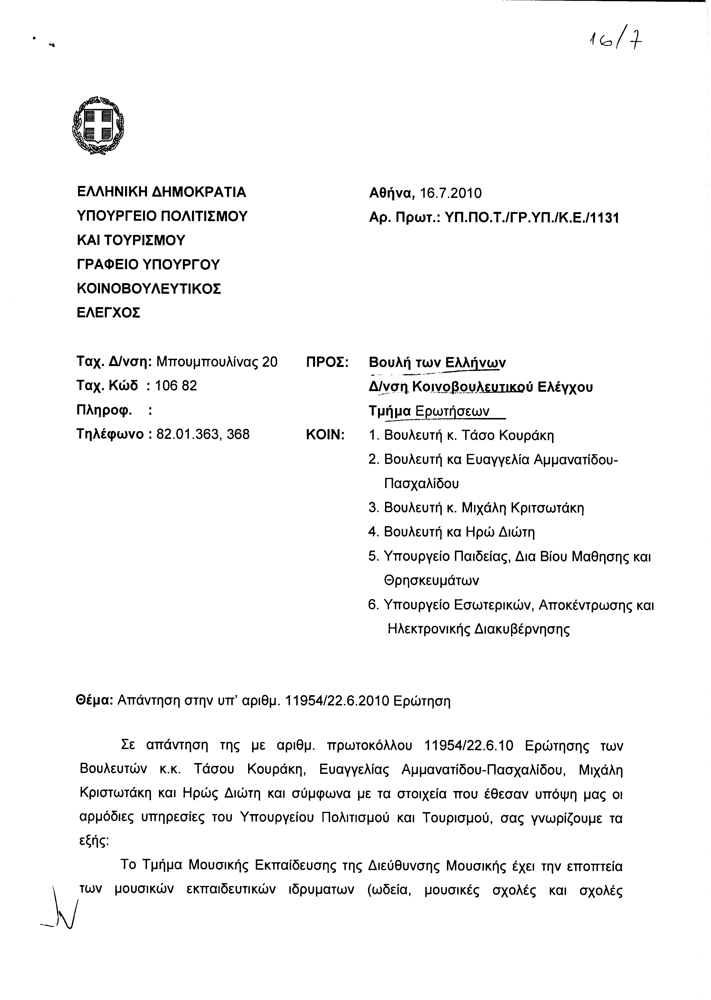 16/7
ΕΛΛΗΝΙΚΗ ΔΗΜΟΚΡΑΤΙΑ
ΥΠΟΥΡΓΕΙΟ ΠΟΛΙΤΙΣΜΟΥ
ΚΑΙ ΤΟΥΡΙΣΜΟΥ
ΓΡΑΦΕΙΟ ΥΠΟΥΡΓΟΥ
ΚΟΙΝΟΒΟΥΛΕΥΤΙΚΟΣ
ΕΛΕΓΧΟΣ
Αθήνα, 16.7.2010
Αρ. Πρωτ.: ΥΠ.ΠΟ.Τ./ΓΡ.ΥΠ./Κ.Ε./1131
Ταχ. Δ/νση: Μπουμπουλίνας 20
Ταχ. Κώδ : 106 82
Πληροφ. :
Τηλέφωνο : 82.01.363, 368
ΠΡΟΣ: Βουλή των Ελλήνων
Δ/νση Κοινοβουλευτικού Ελέγχου
Τμήμα Ερωτήσεων
ΚΟΙΝ: 1. Βουλευτή κ. Τάσο Κουράκη
2. Βουλευτή κα Ευαγγελία Αμμανατίδου-
Πασχαλίδου
3. Βουλευτή κ. Μιχάλη Κριτσωτάκη
4. Βουλευτή κα Ηρώ Διώτη
5. Υπουργείο Παιδείας, Δια Βίου Μαθησης και
Θρησκευμάτων
6. Υπουργείο Εσωτερικών, Αποκέντρωσης και
Ηλεκτρονικής Διακυβέρνησης
Θέμα: Απάντηση στην υπ’ αριθμ. 11954/22.6.2010 Ερώτηση
Σε απάντηση της με αριθμ. πρωτοκόλλου 11954/22.6.10 Ερώτησης των
Βουλευτών κ.κ. Τάσου Κουράκη, Ευαγγελίας Αμμανατίδου-Πασχαλίδου, Μιχάλη
Κριστωτάκη και Ηρώς Διώτη και σύμφωνα με τα στοιχεία που έθεσαν υπόψη μας οι
αρμόδιες υπηρεσίες του Υπουργείου Πολιτισμού και Τουρισμού, σας γνωρίζουμε τα
εξής:
Το Τμήμα Μουσικής Εκπαίδευσης της Διεύθυνσης Μουσικής έχει την εποπτεία
των μουσικών εκπαιδευτικών ιδρυματων (ωδεία, μουσικές σχολές και σχολές